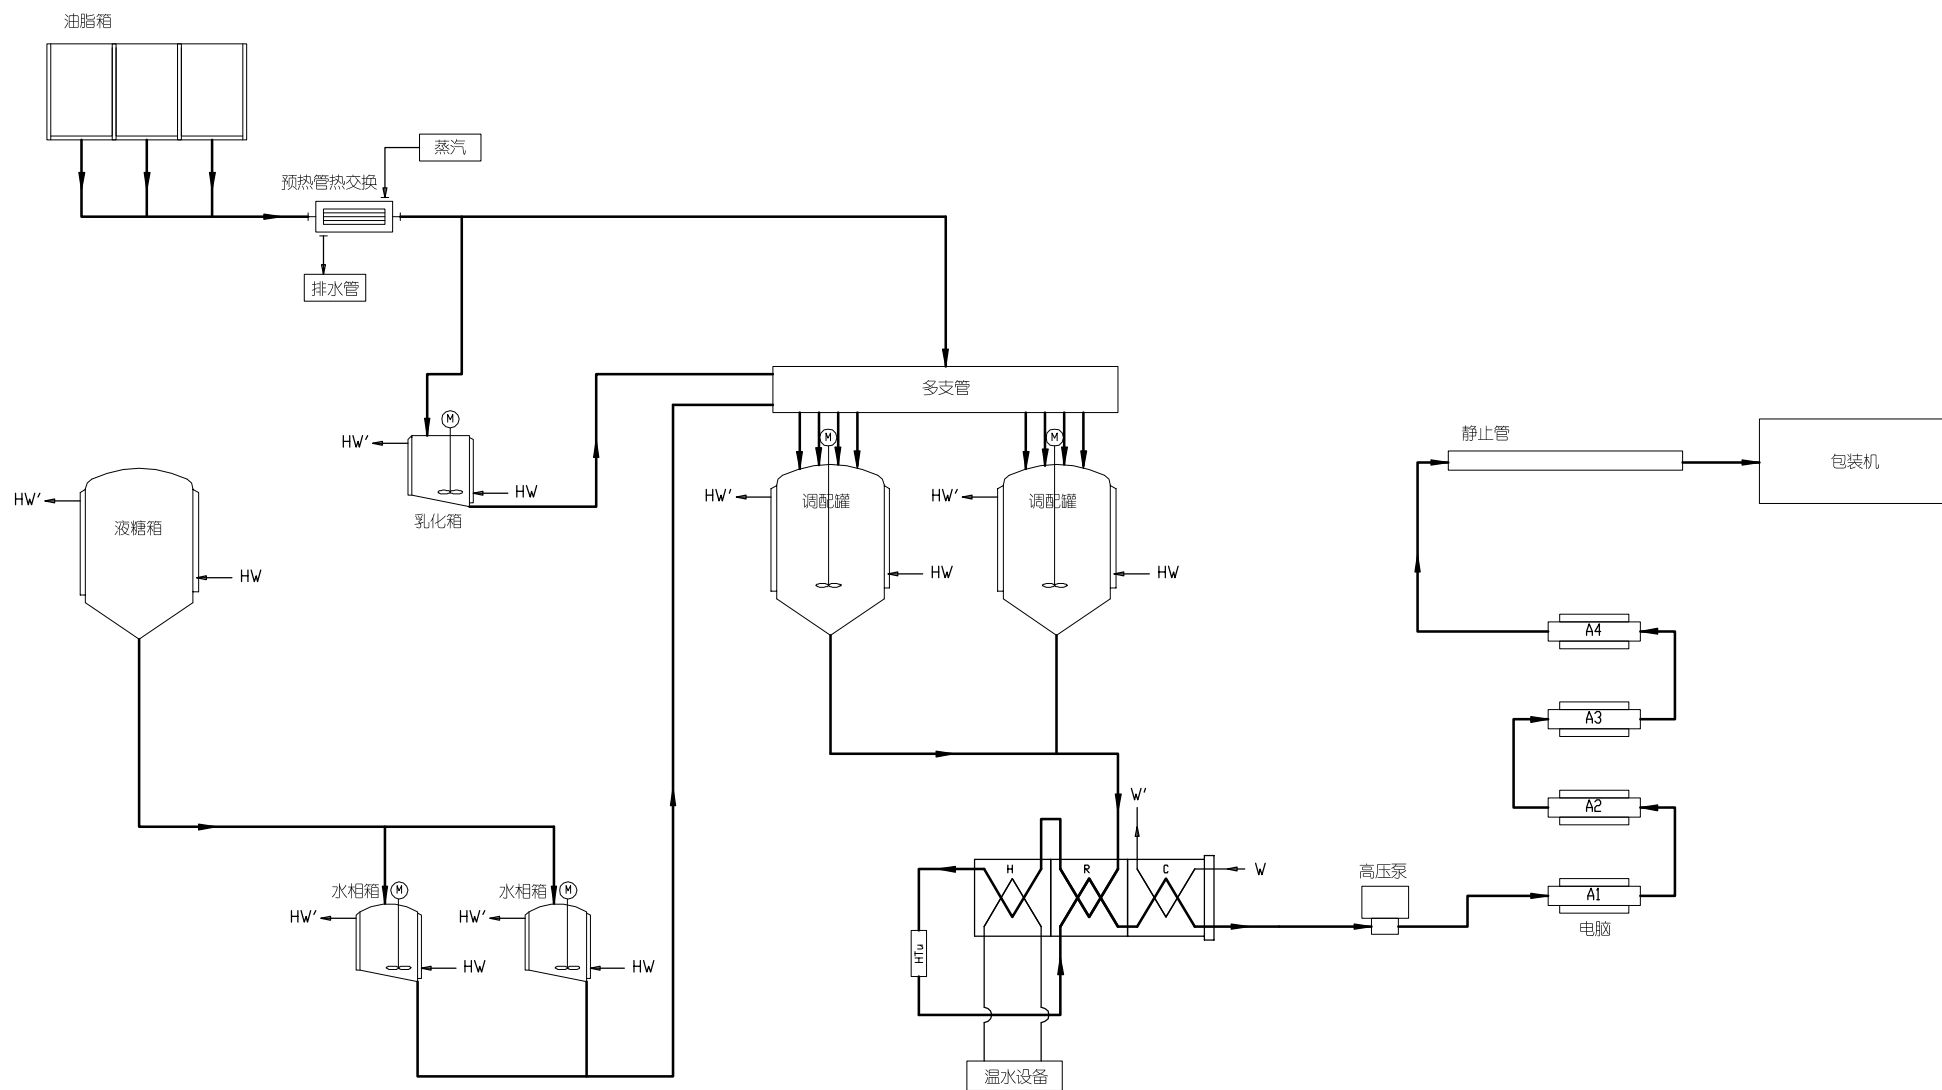 油脂箱
蒸汽
预热管热交换
排水管
多支管
M
HW'
HW
乳化箱
M
M
HW'
调配罐
HW
HW'
调配罐
HW
静止管
包装机
HW'
液糖箱
HW
A4
A3
A2
W'
H
R
C
W
高压泵
A1
电脑
水相箱
M
水相箱
M
HW'
HW
HW'
HW
HTu
温水设备